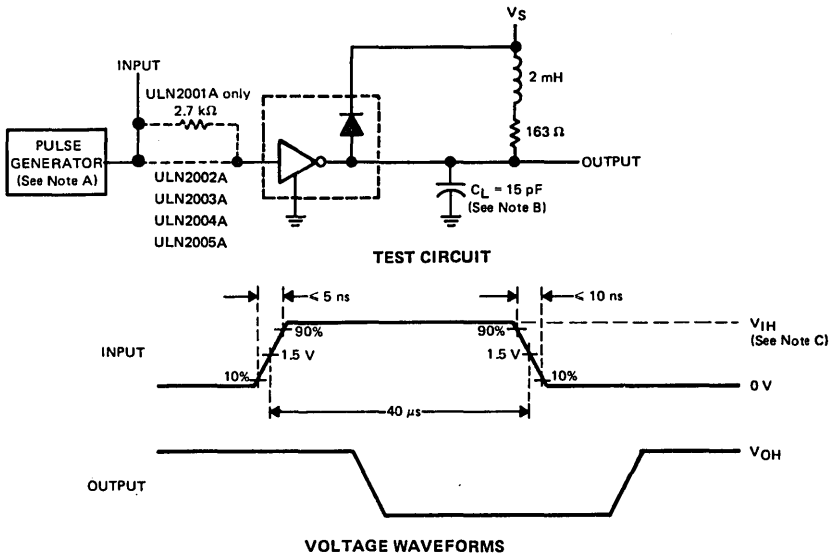 VS
2 mH
163 Ω
INPUT
ULN2001A only
2.7 kΩ
PULSE
GENERATOR
(See Note A)
ULN2002A
ULN2003A
ULN2004A
ULN2005A
OUTPUT
CL = 15 pF
(See Note B)
TEST CIRCUIT
≤ 5 ns
≤ 10 ns
INPUT
90%
1.5 V
10%
90%
1.5 V
10%
VIH
(See Note C)
0 V
40 μs
VOH
OUTPUT
VOLTAGE WAVEFORMS